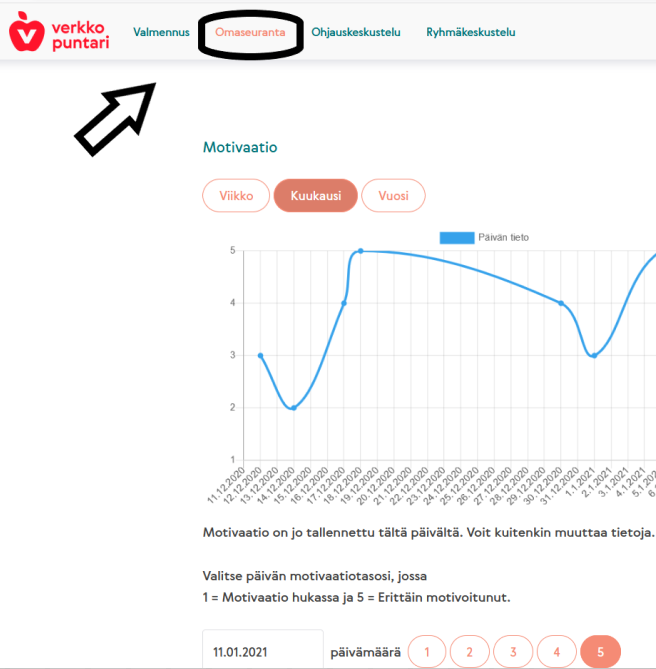 verkko
puntari
Valmennus Omaseuranta Ohjauskeskustelu Ryhmäkeskustelu
Motivaatio
Viikko Kuukausi Vuosi
Päivän tieto
5
4
3
2
1
11.12.2020 12.12.2020 13.12.2020 14.12.2020 15.12.2020 16.12.2020 17.12.2020 18.12.2020 19.12.2020 20.12.2020 21.12.2020 22.12.2020 23.12.2020 24.12.2020 25.12.2020 26.12.2020 27.12.2020 28.12.2020 29.12.2020 30.12.2020 31.12.2020 1.1.2021 2.1.2021 3.1.2021 4.1.2021
Motivaatio on jo tallennettu tältä päivältä. Voit kuitenkin muuttaa tietoja.
Valitse päivän motivaatiotasosi, jossa
1 = Motivaatio hukassa ja 5 = Erittäin motivoitunut.
11.01.2021 päivämäärä 1 2 3 4 5